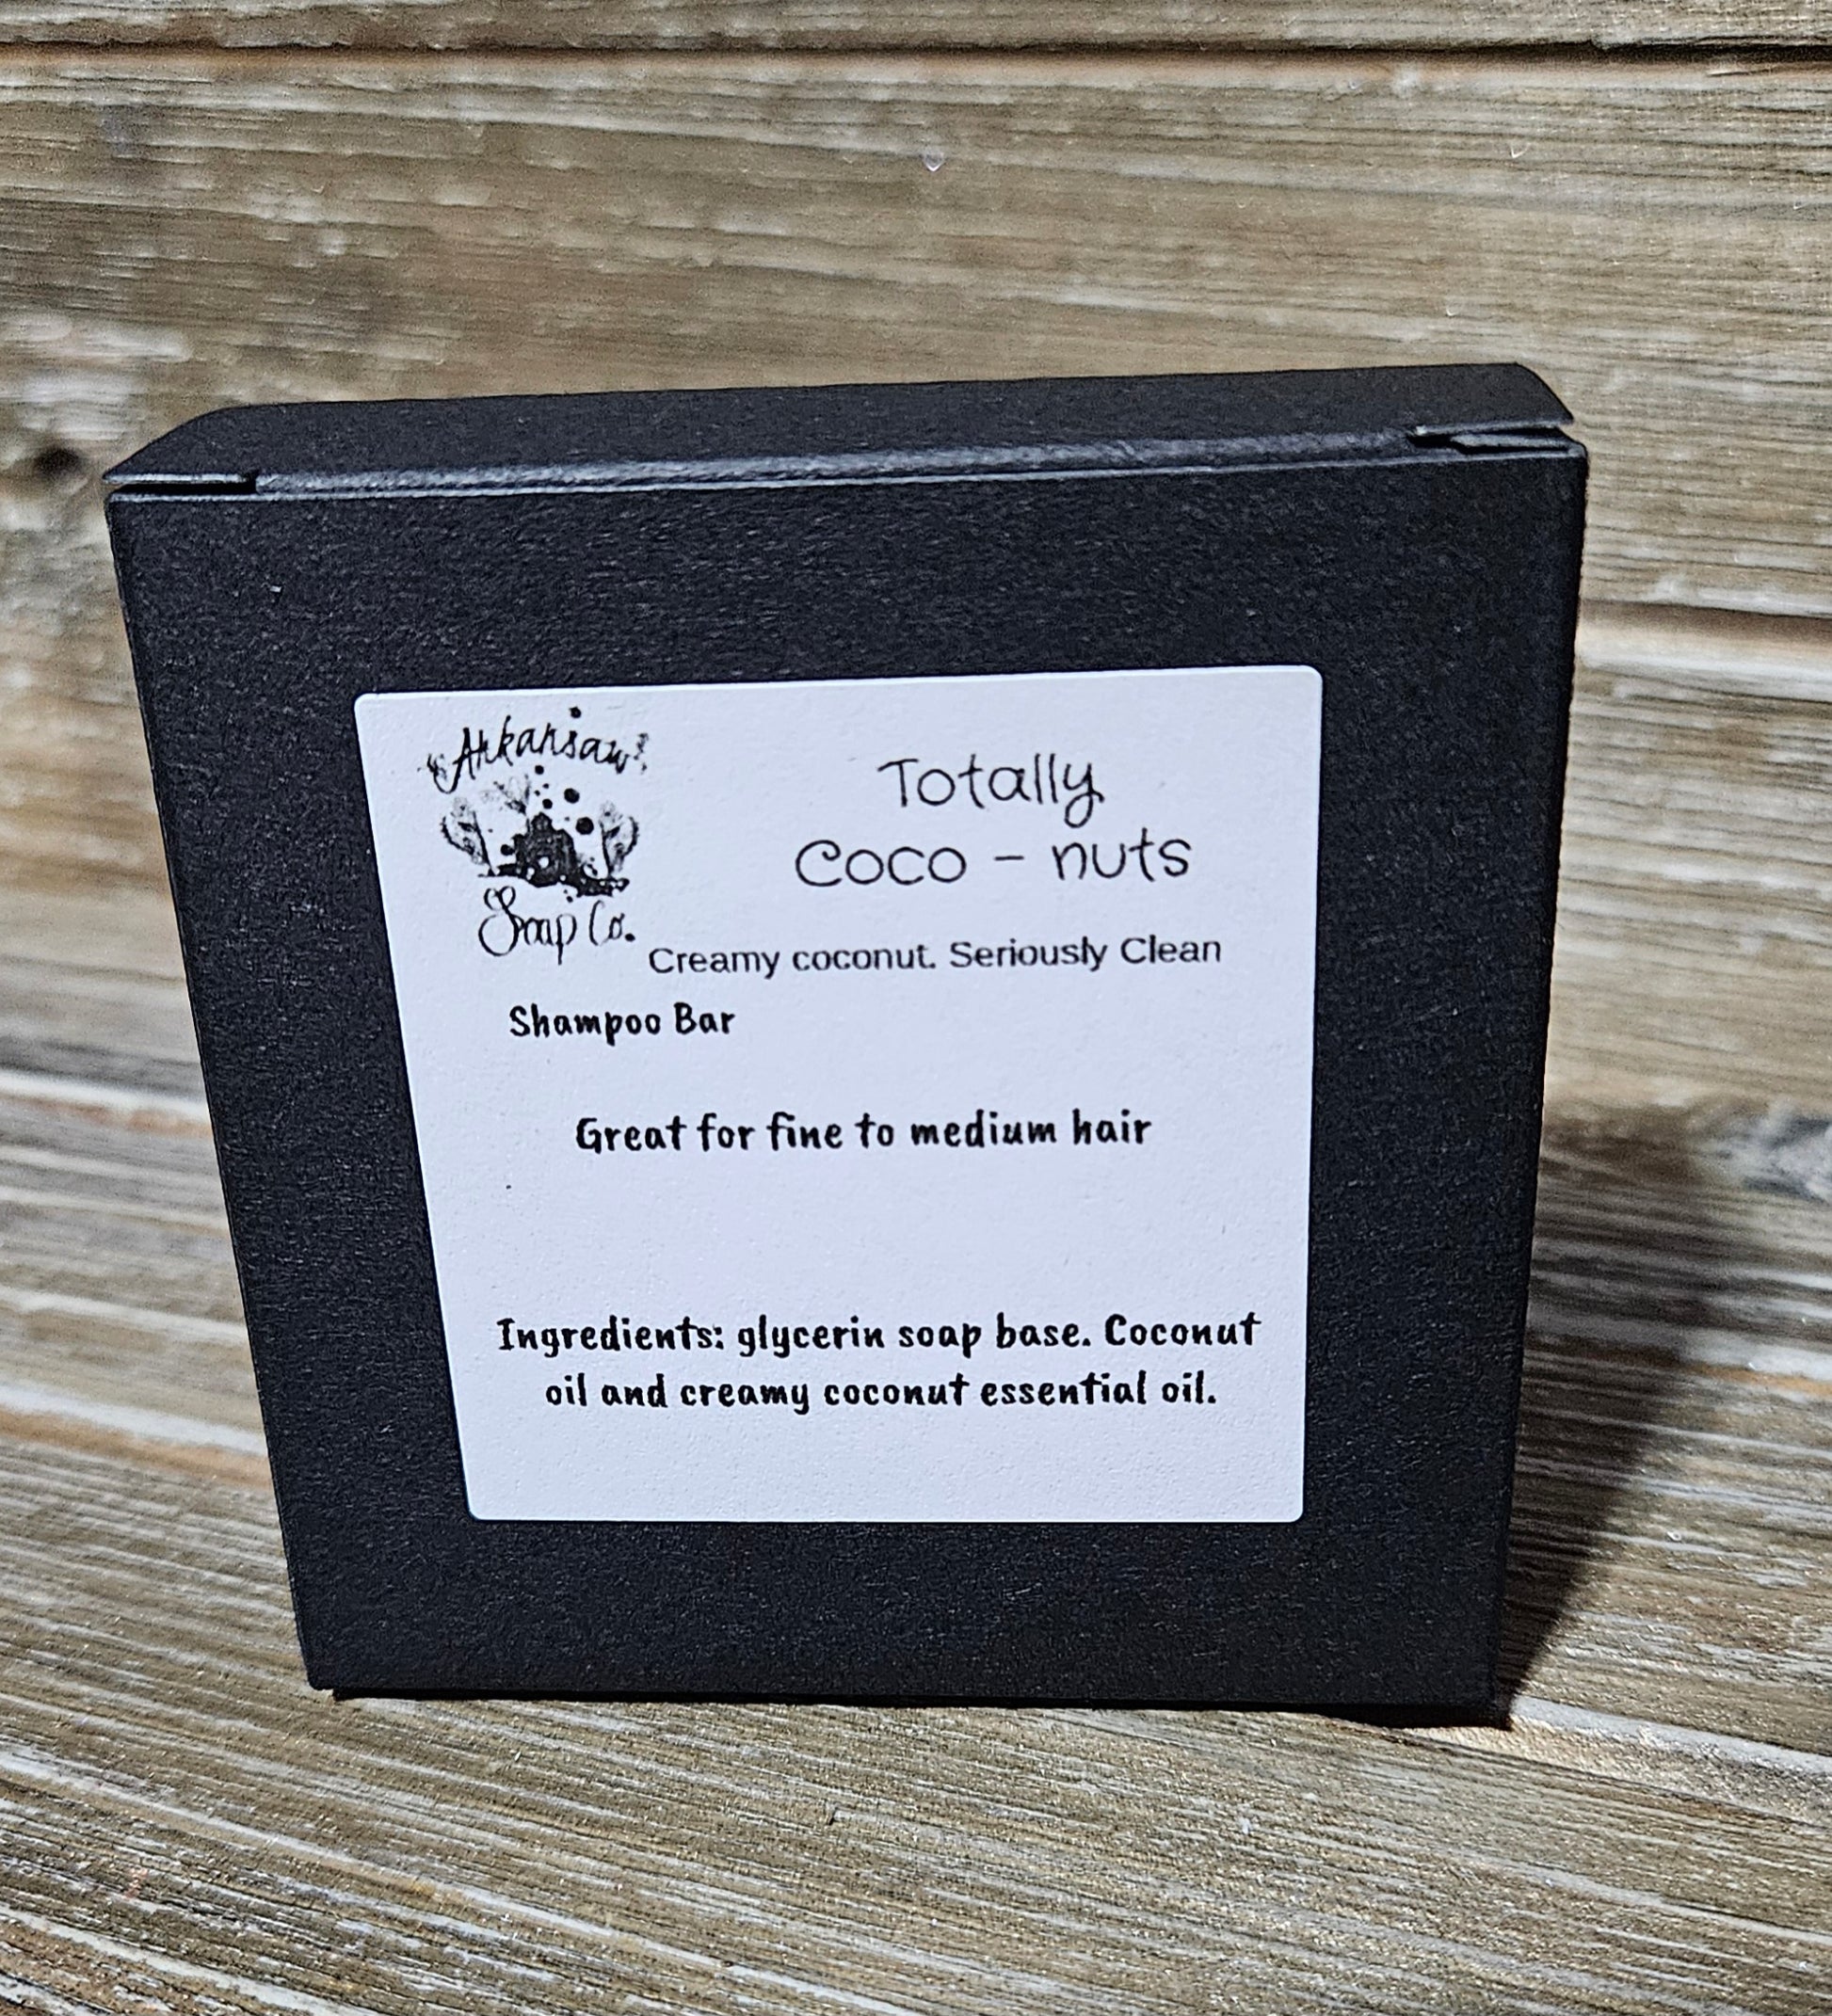 Arkansaw
Soap Co.
Totally
Coco - nuts
Creamy coconut. Seriously Clean
Shampoo Bar
Great for fine to medium hair
Ingredients: glycerin soap base. Coconut
oil and creamy coconut essential oil.